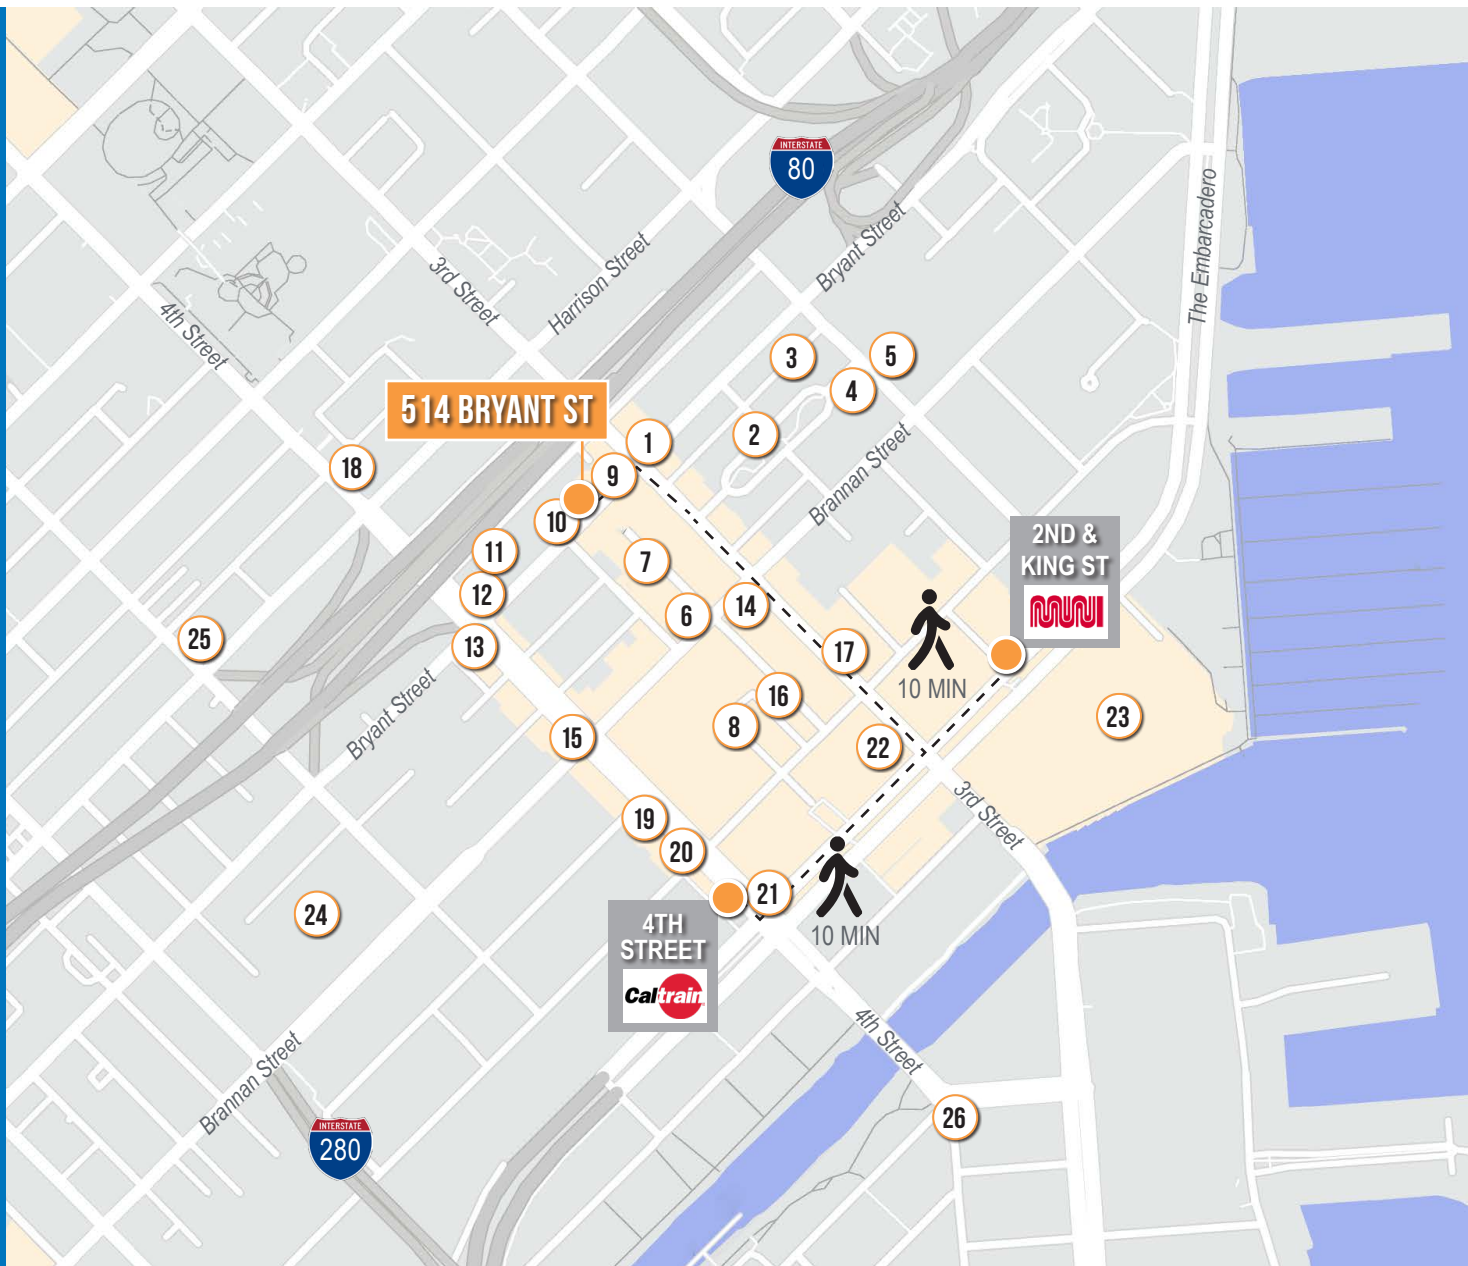 INTERSTATE
80
The Embarcadero
Bryant Street
Harrison Street
3rd Street
4th Street
3
5
4
514 BRYANT ST
1
2
Brannan Street
18
9
10
2ND &
KING ST
MUNI
11
7
12
14
6
25
13
17
10 MIN
16
8
23
Bryant Street
15
22
3rd Street
19
20
21
24
4TH
STREET
Caltrain
10 MIN
4th Street
Brannan Street
26
INTERSTATE
280